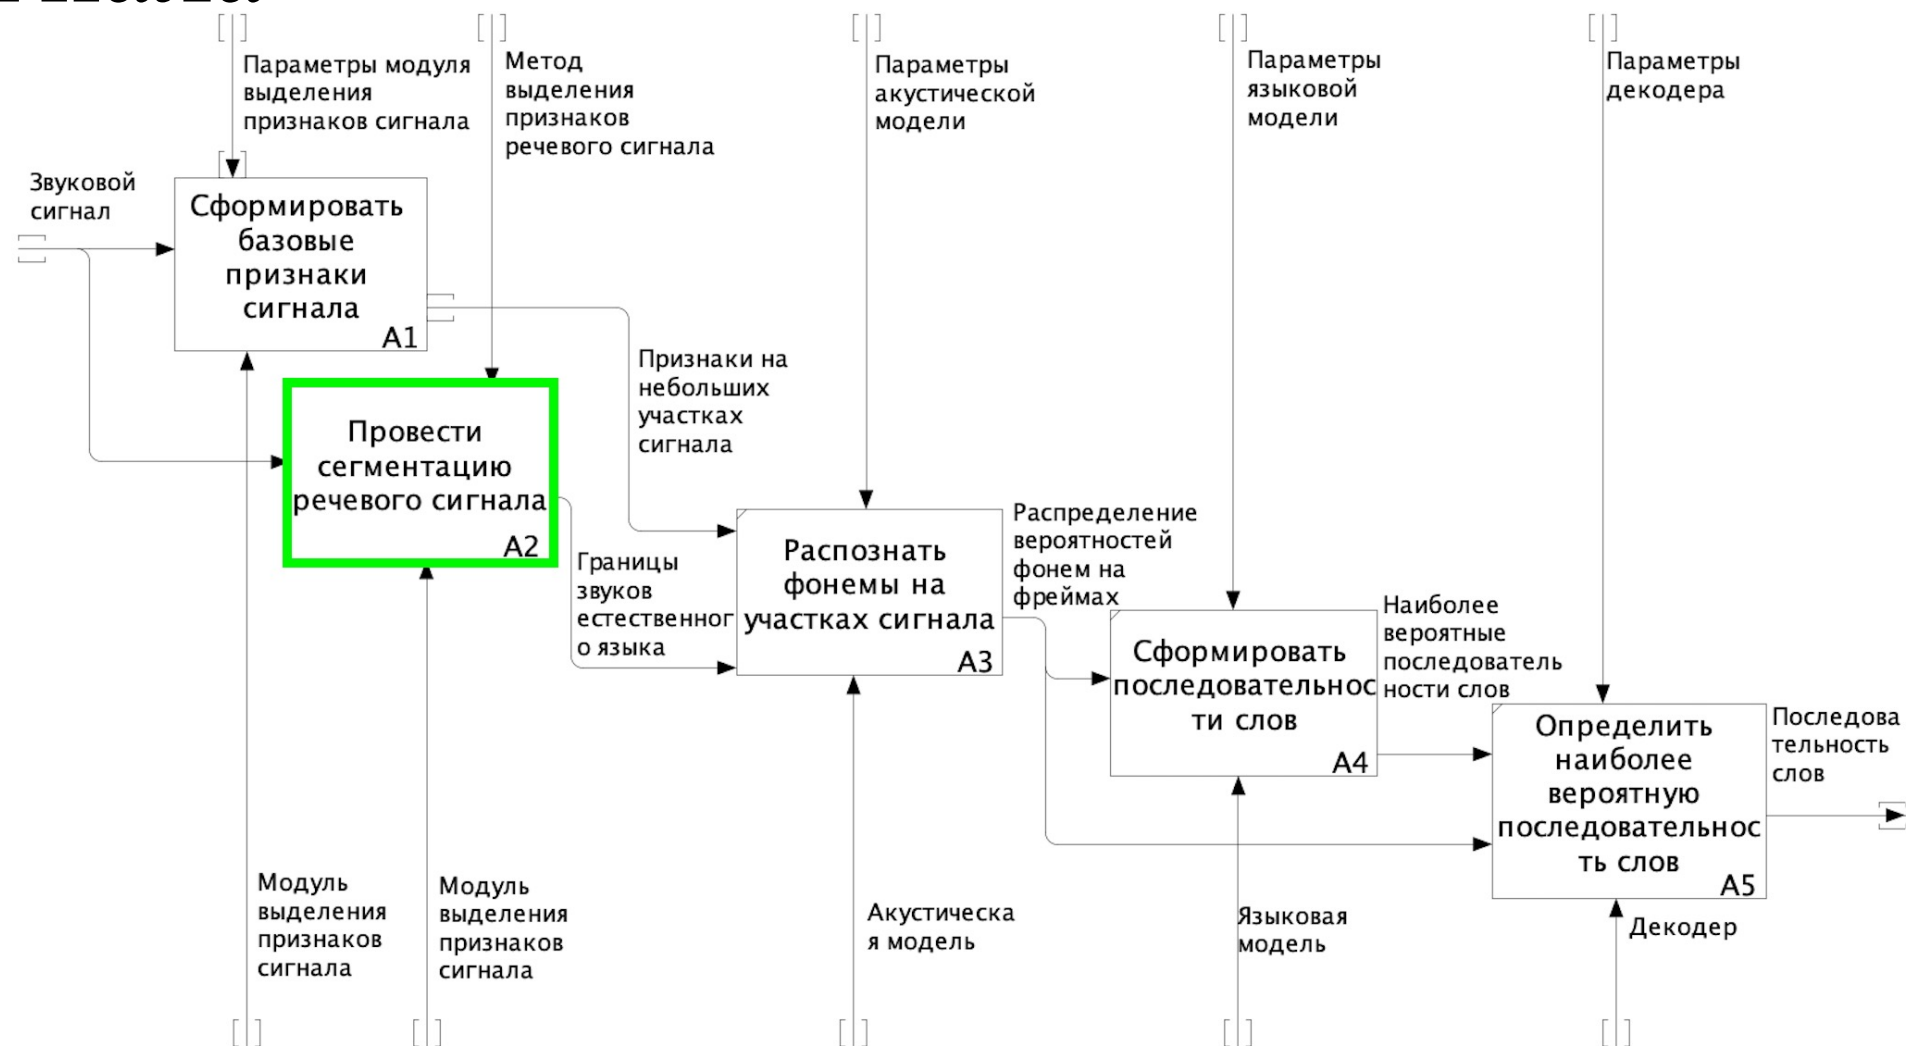 Параметры модуля
выделения
признаков сигнала
Метод
выделения
признаков
речевого сигнала
Параметры
акустической
модели
Параметры
языковой
модели
Параметры
декодера
Звуковой
сигнал
Сформировать
базовые
признаки
сигнала
A1
Признаки на
небольших
участках
сигнала
Провести
сегментацию
речевого сигнала
A2
Границы
звуков
естественног
о языка
Распознать
фонемы на
участках сигнала
A3
Распределение
вероятностей
фонем на
фреймах
Сформировать
последовательнос
ти слов
A4
Наиболее
вероятные
последователь
ности слов
Определить
наиболее
вероятную
последовательнос
ть слов
A5
Последова
тельность
слов
Модуль
выделения
признаков
сигнала
Модуль
выделения
признаков
сигнала
Акустическа
я модель
Языковая
модель
Декодер